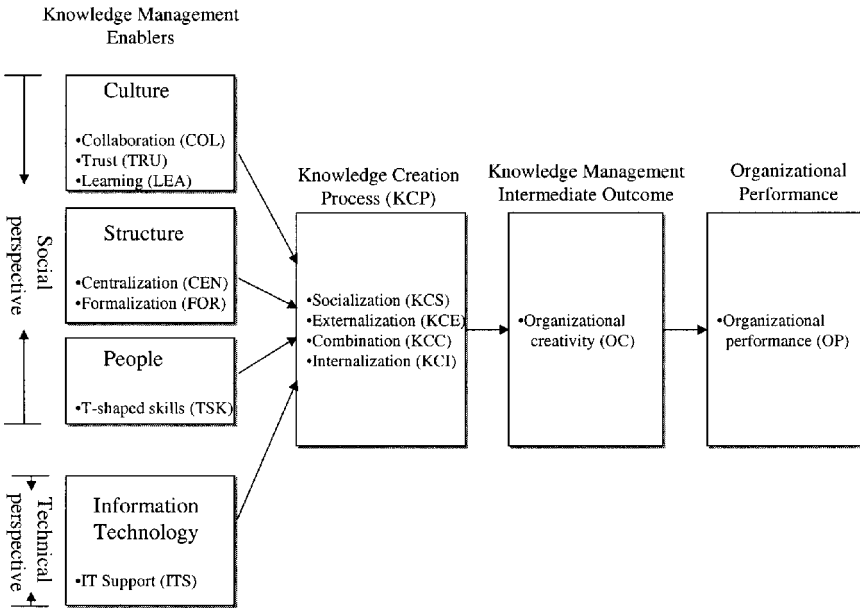 Knowledge Management
Enablers
Social
perspective
Culture
•Collaboration (COL)
•Trust (TRU)
•Learning (LEA)
Structure
•Centralization (CEN)
•Formalization (FOR)
People
•T-shaped skills (TSK)
Technical
perspective
Information
Technology
•IT Support (ITS)
Knowledge Creation
Process (KCP)
•Socialization (KCS)
•Externalization (KCE)
•Combination (KCC)
•Internalization (KCI)
Knowledge Management
Intermediate Outcome
•Organizational
creativity (OC)
Organizational
Performance
•Organizational
performance (OP)